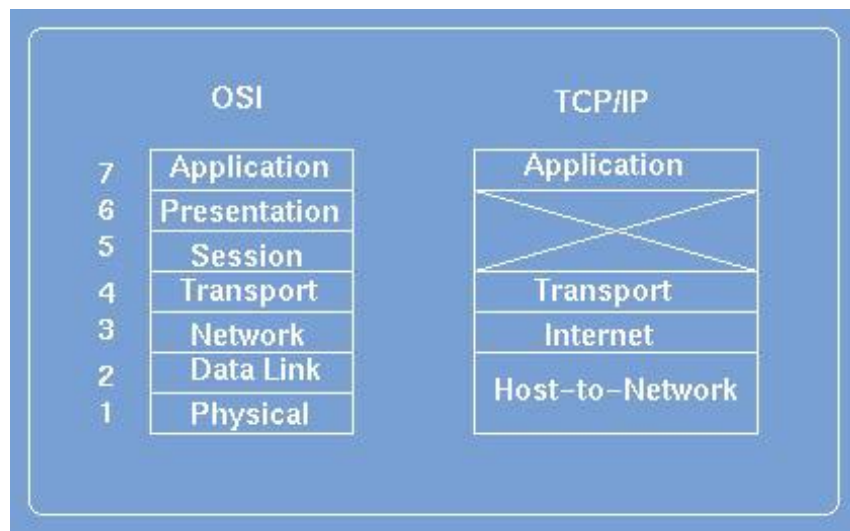 OSI
TCP/IP
7 Application Application
6 Presentation
5 Session
4 Transport Transport
3 Network Internet
2 Data Link
Host-to-Network
1 Physical